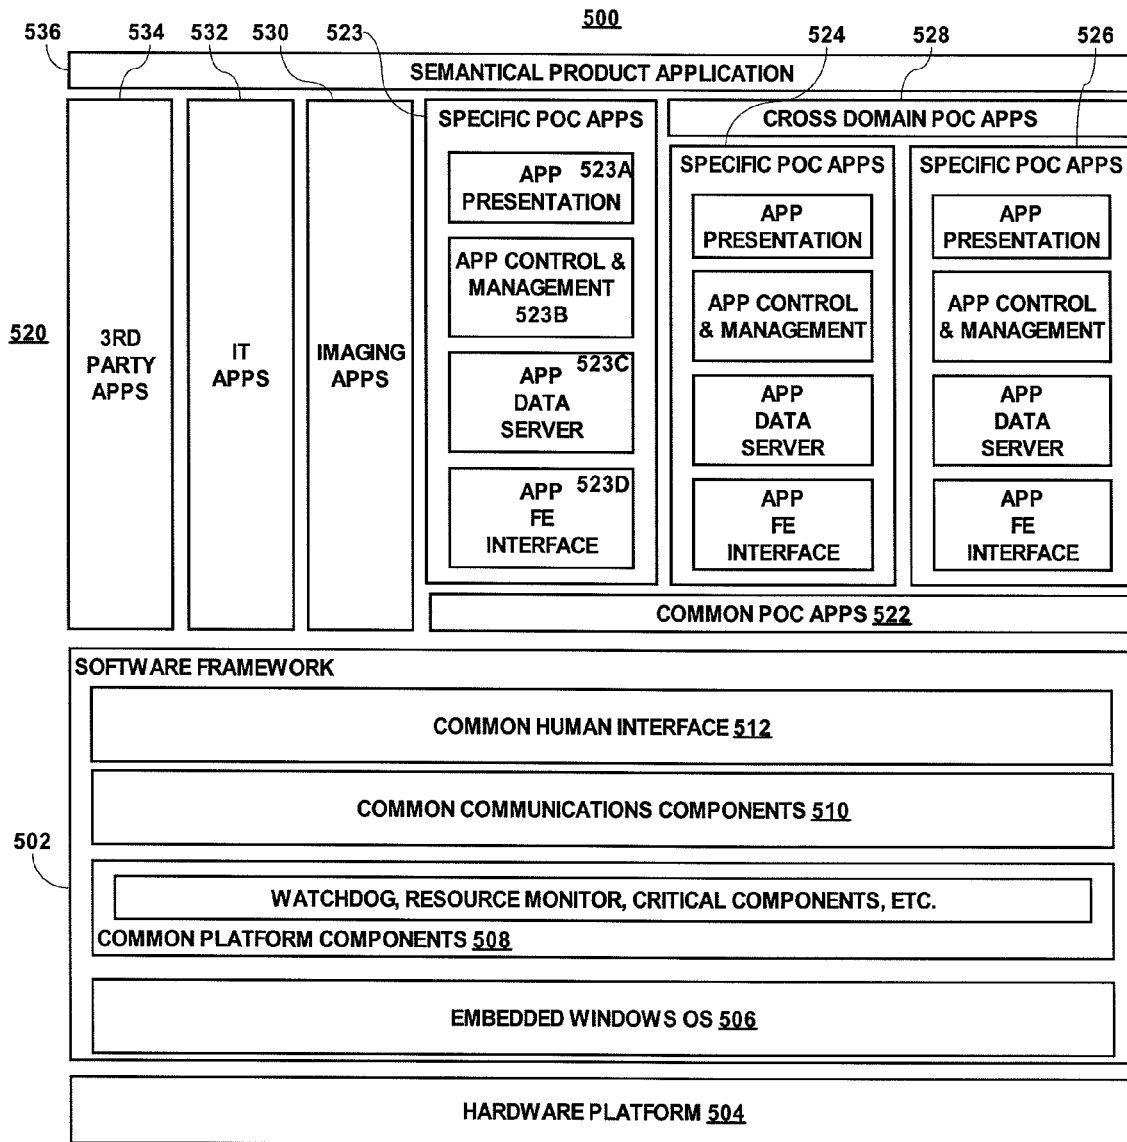 500
536
534
532
530
523
524
528
526
SEMANTICAL PRODUCT APPLICATION
SPECIFIC POC APPS
CROSS DOMAIN POC APPS
SPECIFIC POC APPS
SPECIFIC POC APPS
520
3RD
PARTY
APPS
IT
APPS
IMAGING
APPS
APP 523A
PRESENTATION
APP CONTROL &
MANAGEMENT
523B
523C
APP
DATA
SERVER
APP 523D
FE
INTERFACE
APP
PRESENTATION
APP CONTROL
& MANAGEMENT
APP
DATA
SERVER
APP
FE
INTERFACE
APP
PRESENTATION
APP CONTROL
& MANAGEMENT
APP
DATA
SERVER
APP
FE
INTERFACE
COMMON POC APPS 522
SOFTWARE FRAMEWORK
COMMON HUMAN INTERFACE 512
COMMON COMMUNICATIONS COMPONENTS 510
502
WATCHDOG, RESOURCE MONITOR, CRITICAL COMPONENTS, ETC.
COMMON PLATFORM COMPONENTS 508
EMBEDDED WINDOWS OS 506
HARDWARE PLATFORM 504